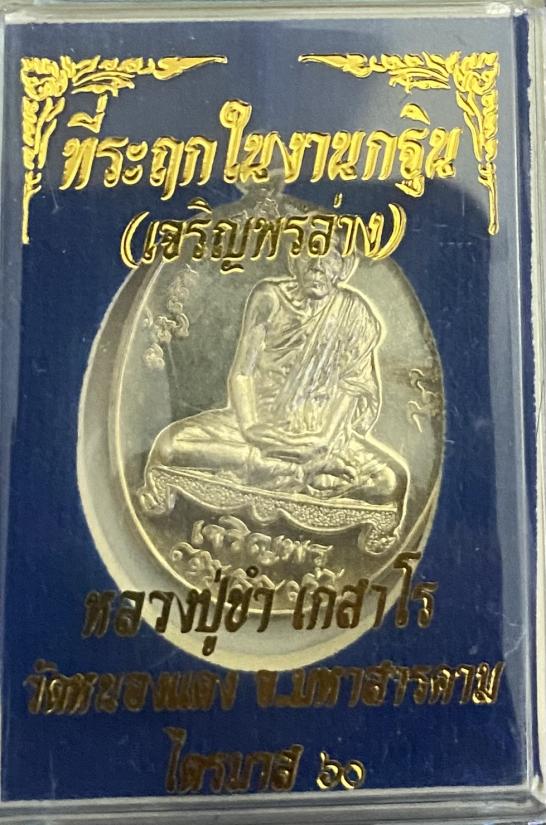 ที่ระฤกในงานกฐิน
(เจริญพรล่าง)
เจริญพร
หลวงปู่ขำ เกสาโร
วัดหนองแดง จ.มหาสารคาม
ไตรมาส ๖๐